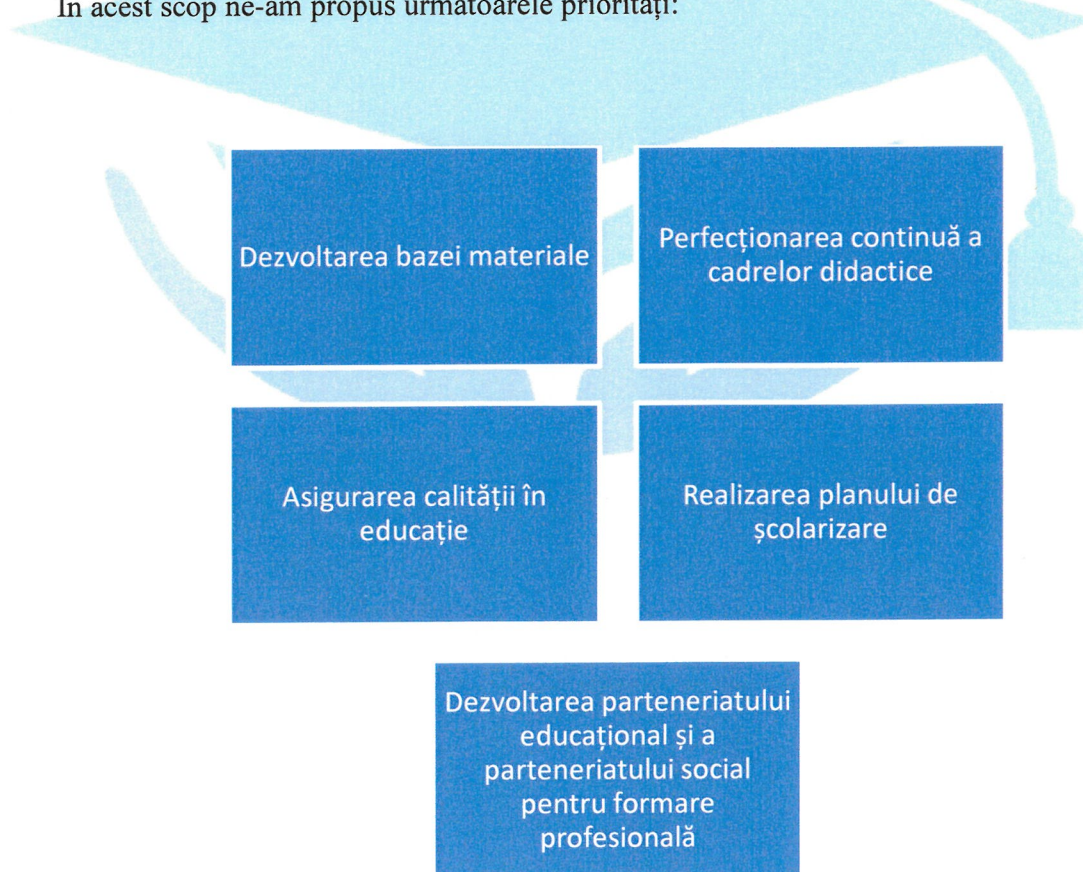 În acest scop ne-am propus următoarele priorități:
Dezvoltarea bazei materiale
Perfecționarea continuă a
cadrelor didactice
Asigurarea calității în
educație
Realizarea planului de
școlarizare
Dezvoltarea parteneriatului
educațional și a
parteneriatului social
pentru formare
profesională